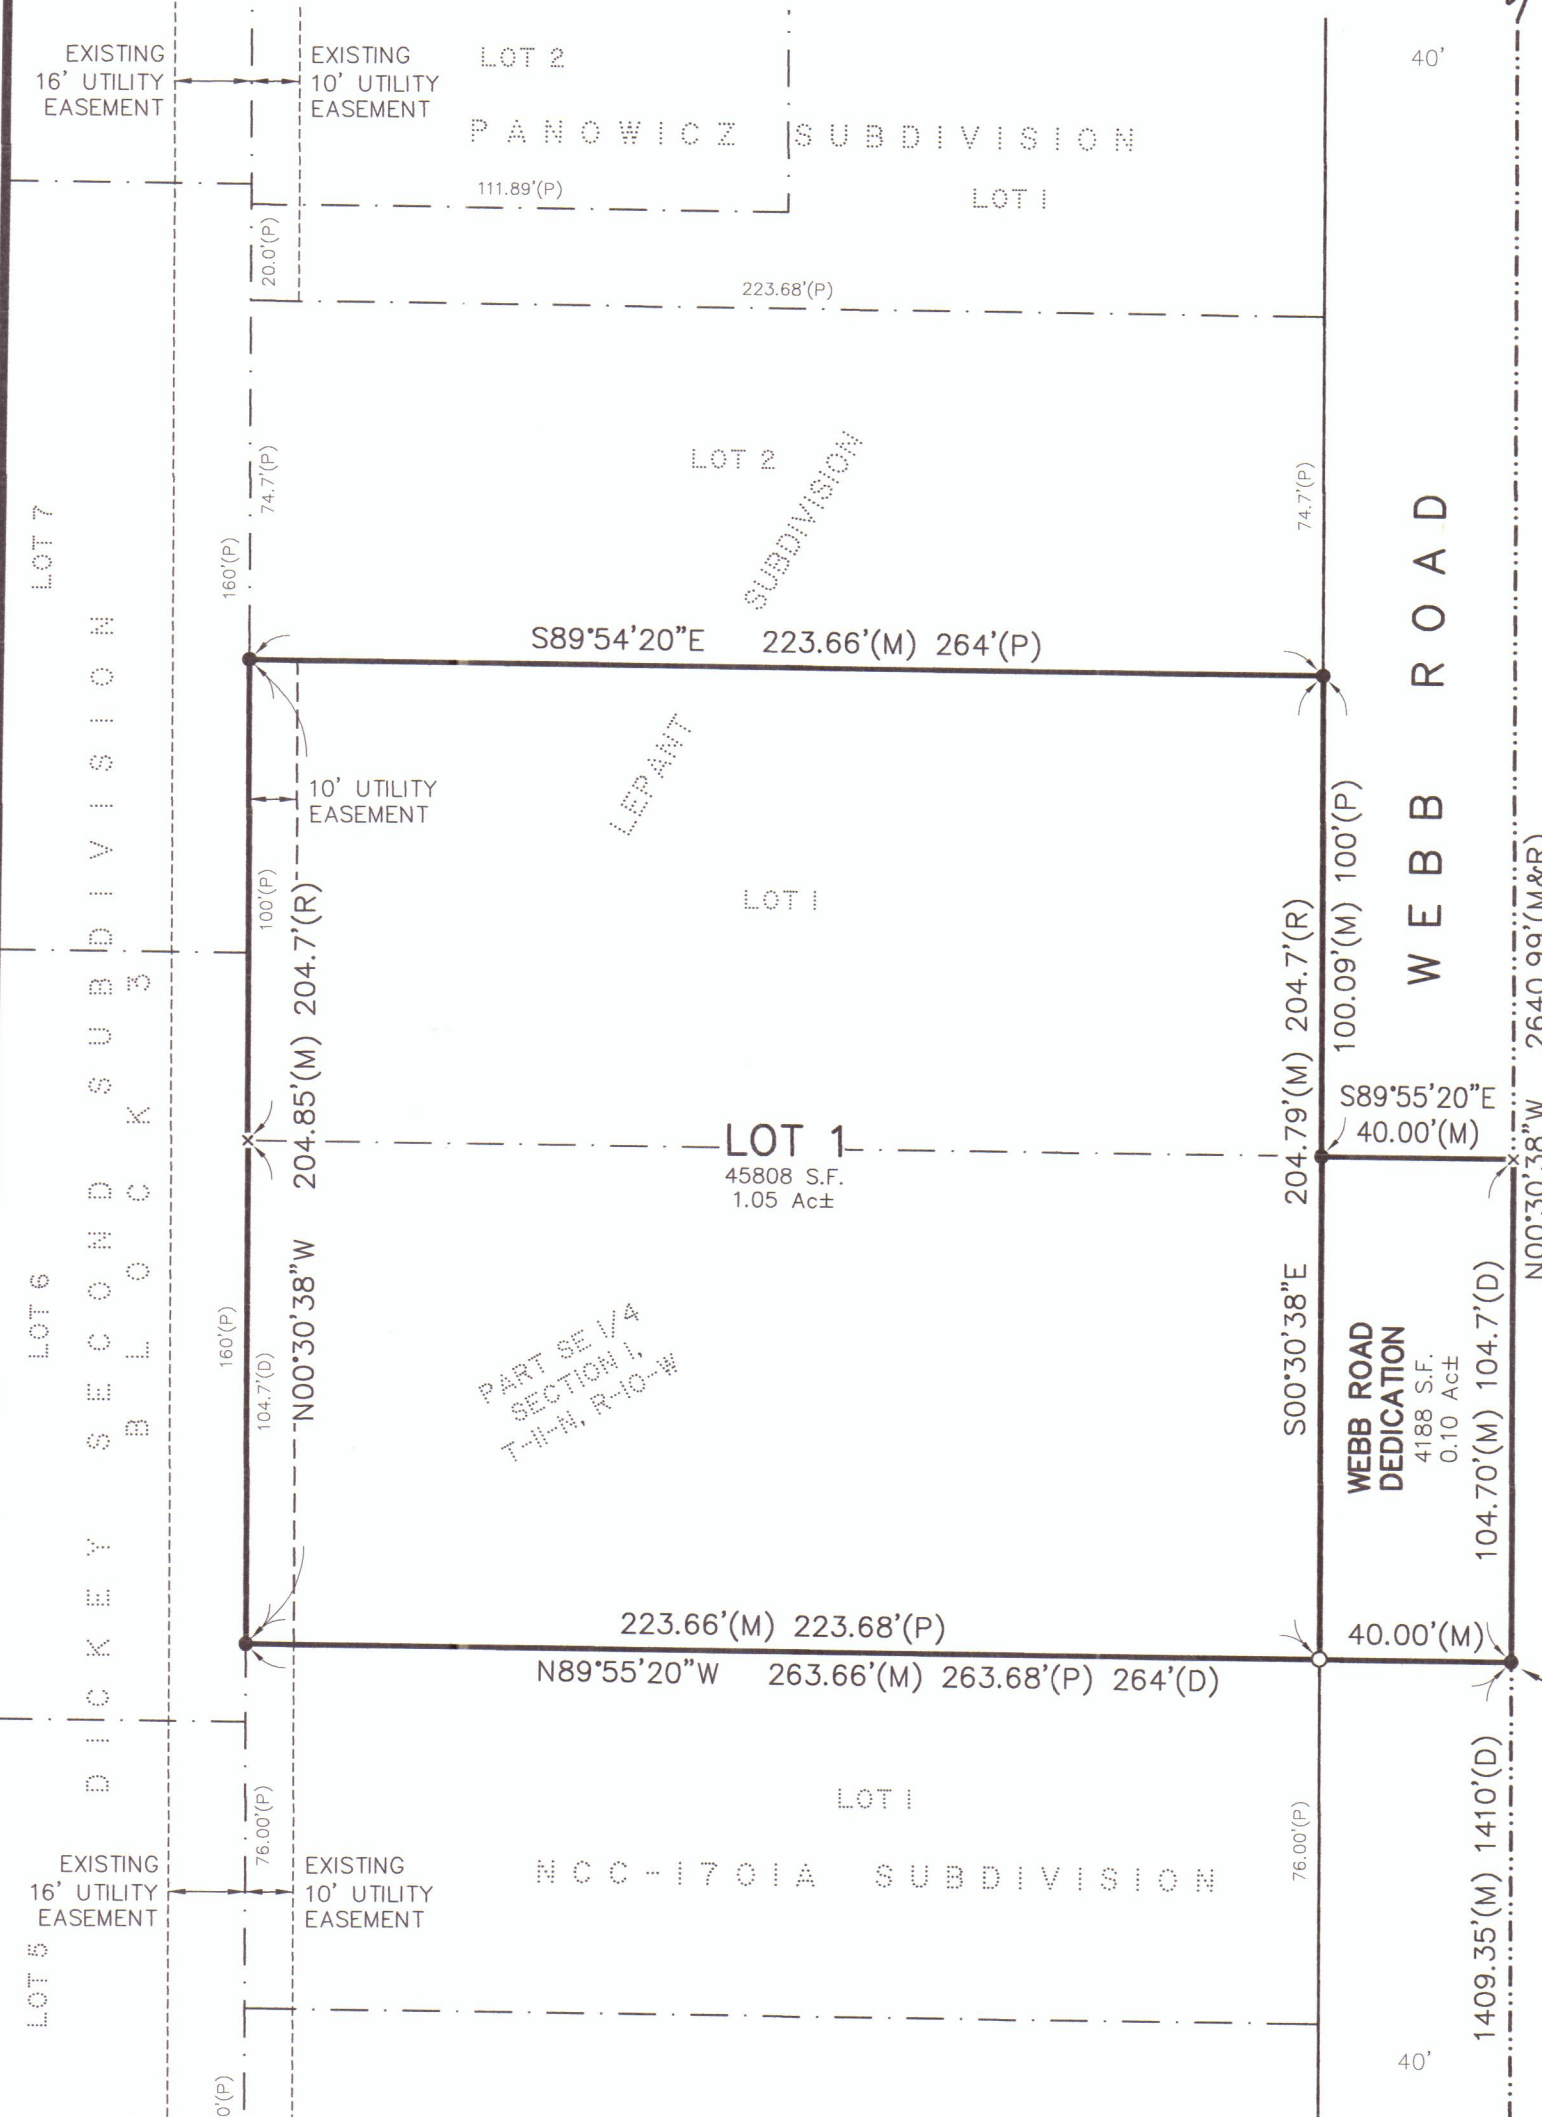 EXISTING
16' UTILITY
EASEMENT
EXISTING
10' UTILITY
EASEMENT
LOT 2
40'
PANOWICZ SUBDIVISION
111.89'(P)
LOT 1
20.0'(P)
223.68'(P)
LOT 7
74.7'(P)
160'(P)
LOT 2
SUBDIVISION
74.7'(P)
WEBB ROAD
S89°54'20"E 223.66'(M) 264'(P)
LEPANT
10' UTILITY
EASEMENT
100'(P)
204.85'(M) 204.7'(R)
N00°30'38"W
LOT 1
204.79'(M) 204.7'(R)
S00°30'38"E
100.09'(M) 100'(P)
N00°30'38"W 2640.99'(M&R)
DICKEY SECOND SUBDIVISION
BLOCK 3
S89°55'20"E
40.00'(M)
LOT 1
45808 S.F.
1.05 Ac±
LOT 6
160'(P)
104.7'(D)
PART SE 1/4
SECTION 1,
T-11-N, R-10-W
WEBB ROAD
DEDICATION
4188 S.F.
0.10 Ac±
104.70'(M) 104.7'(D)
223.66'(M) 223.68'(P)
40.00'(M)
N89°55'20"W 263.66'(M) 263.68'(P) 264'(D)
76.00'(P)
LOT 1
76.00'(P)
1409.35'(M) 1410'(D)
EXISTING
16' UTILITY
EASEMENT
EXISTING
10' UTILITY
EASEMENT
NCC-1701A SUBDIVISION
LOT 5
40'
0'(P)